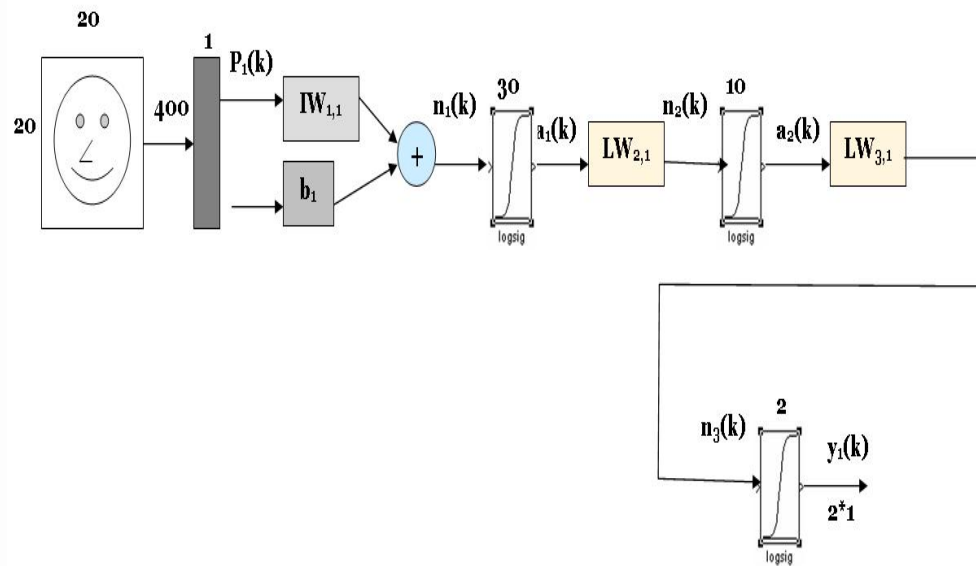 20
20
400
1
P₁(k)
IW₁,₁
b₁
+
n₁(k)
30
logsig
a₁(k)
LW₂,₁
n₂(k)
10
logsig
a₂(k)
LW₃,₁
n₃(k)
2
logsig
y₁(k)
2*1